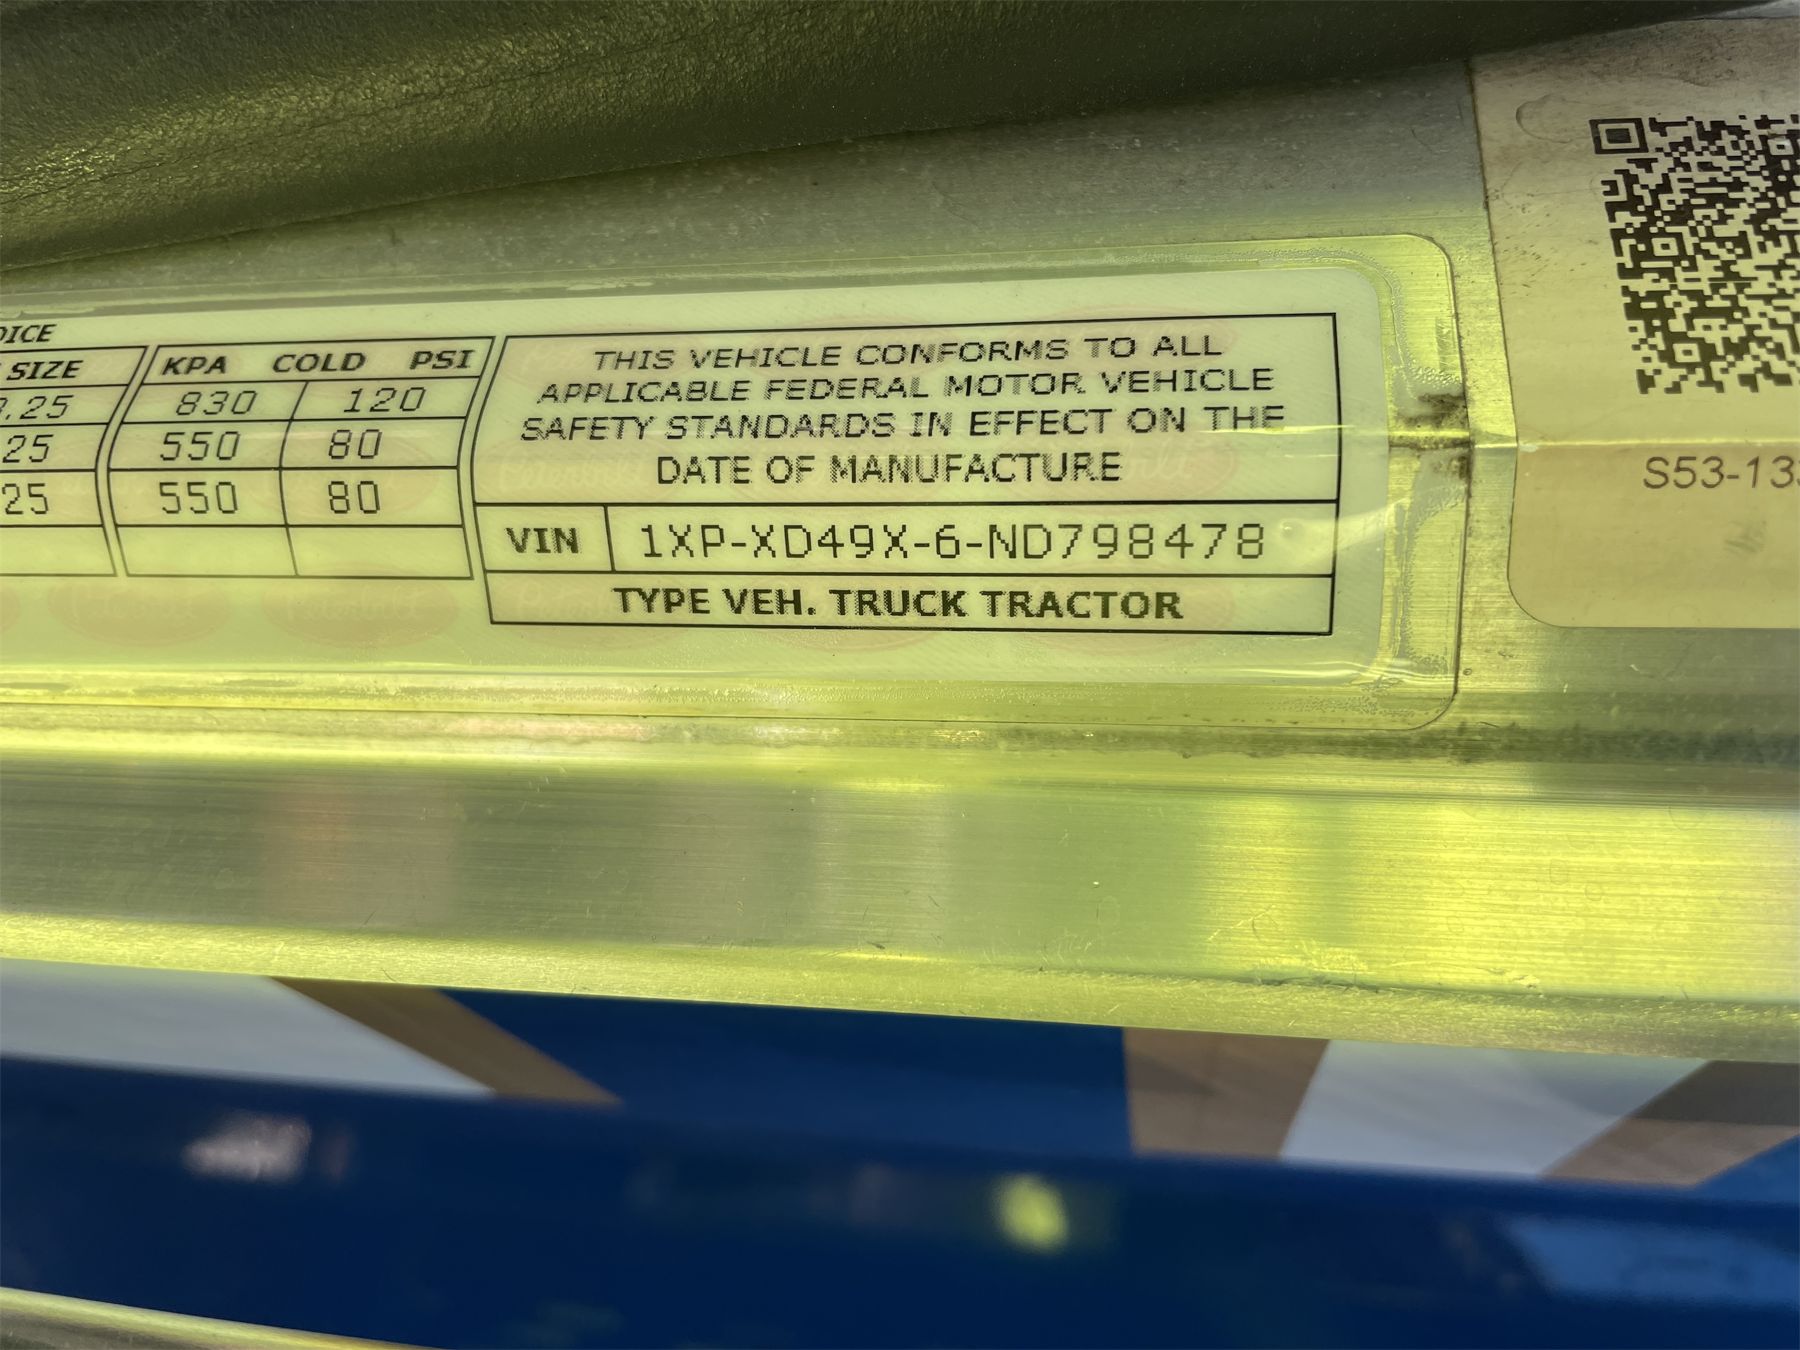 SIZE
KPA COLD PSI
.25 830 120
25 550 80
25 550 80
THIS VEHICLE CONFORMS TO ALL
APPLICABLE FEDERAL MOTOR VEHICLE
SAFETY STANDARDS IN EFFECT ON THE
DATE OF MANUFACTURE
VIN 1XP-XD49X-6-ND798478
TYPE VEH. TRUCK TRACTOR
S53-13